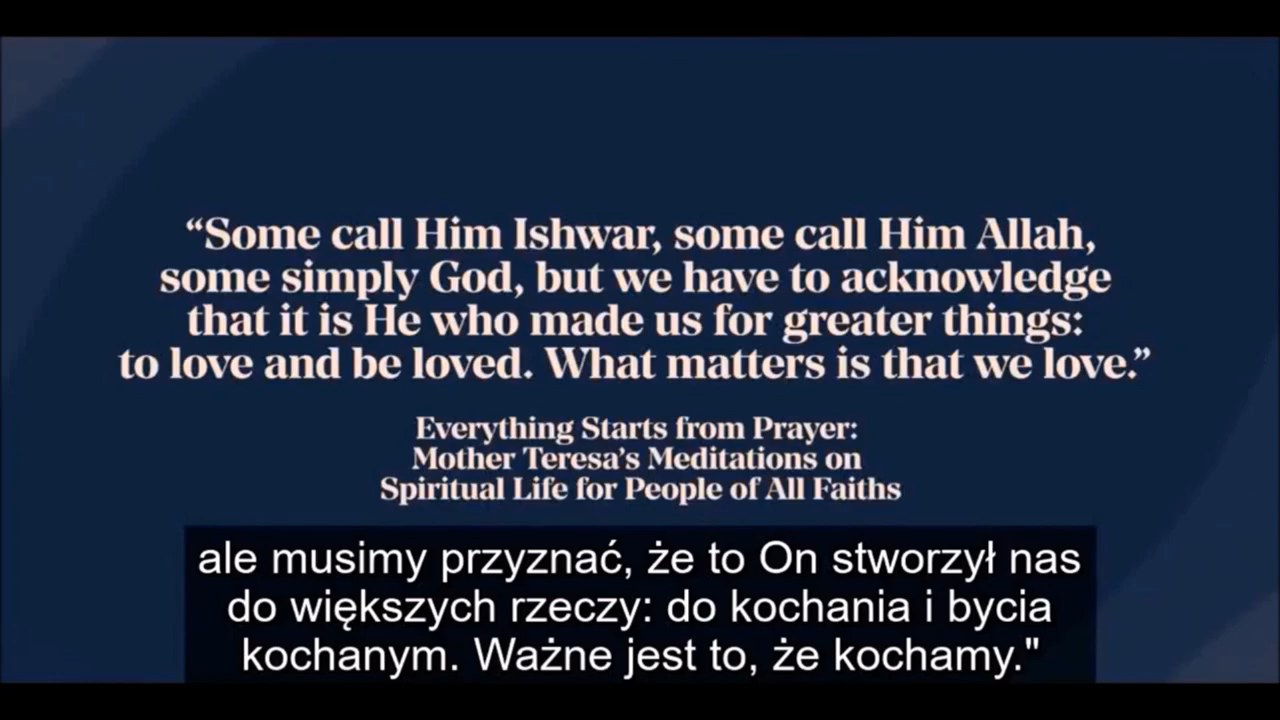 “Some call Him Ishwar, some call Him Allah,
some simply God, but we have to acknowledge
that it is He who made us for greater things:
to love and be loved. What matters is that we love.”
Everything Starts from Prayer:
Mother Teresa’s Meditations on
Spiritual Life for People of All Faiths
ale musimy przyznać, że to On stworzył nas
do większych rzeczy: do kochania i bycia
kochanym. Ważne jest to, że kochamy."